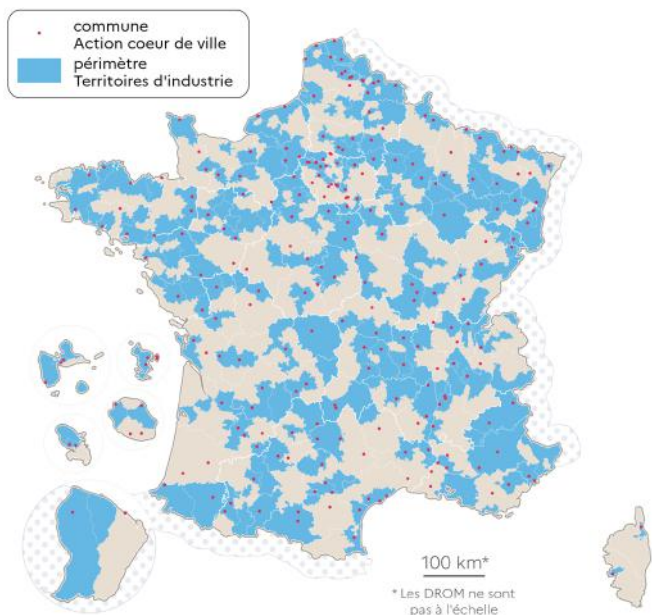 commune
Action coeur de ville
périmètre
Territoires d'industrie
100 km*
* Les DROM ne sont
pas à l'échelle